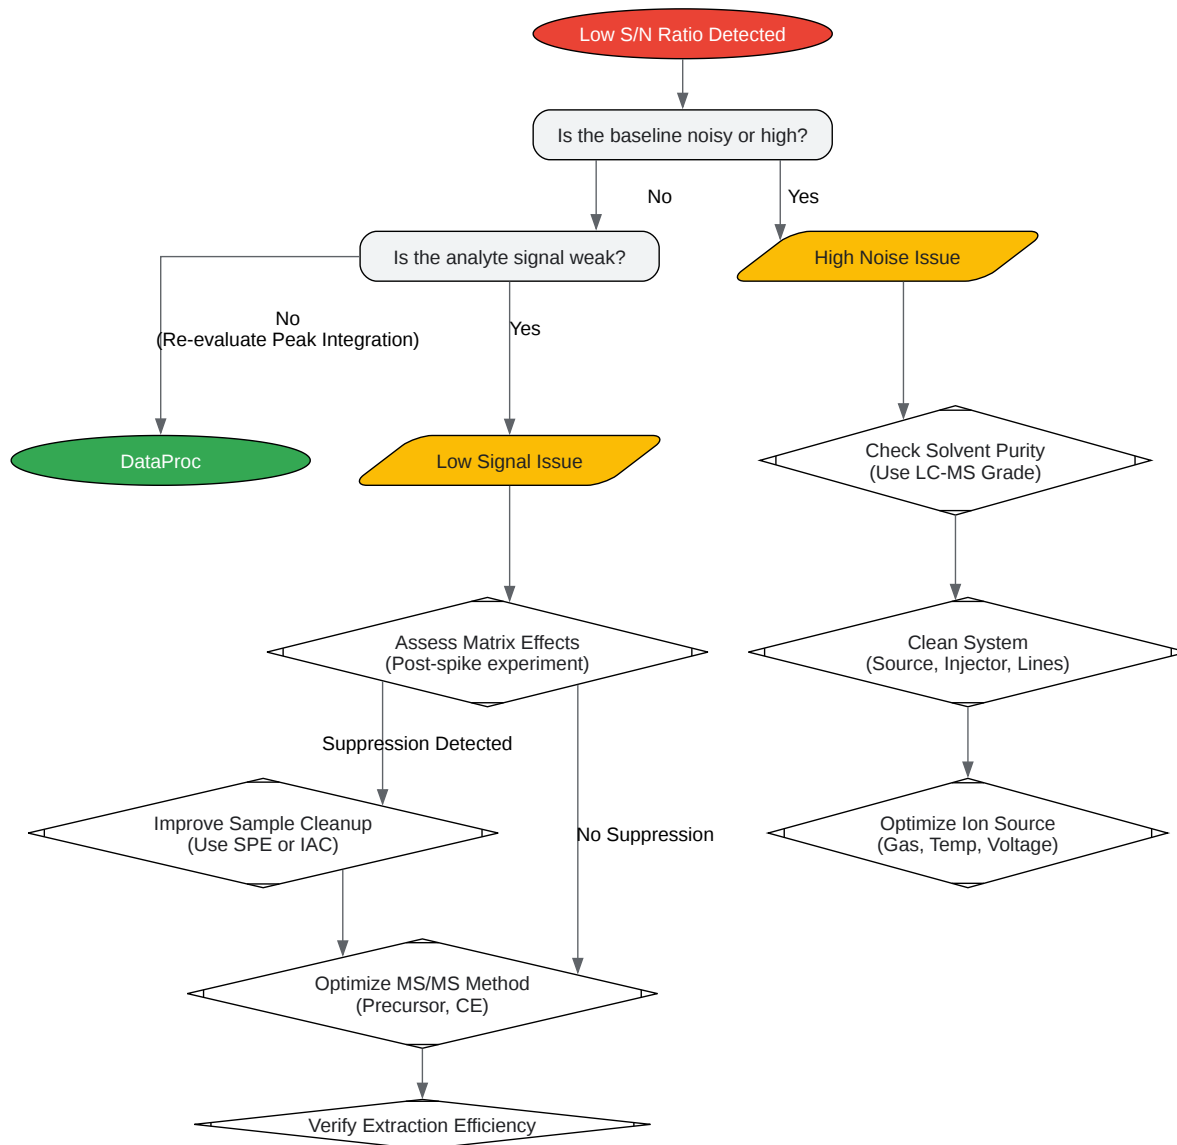 Low S/N Ratio Detected
Is the baseline noisy or high?
No
Yes
Is the analyte signal weak?
High Noise Issue
No
(Re-evaluate Peak Integration)
Yes
DataProc
Low Signal Issue
Check Solvent Purity
(Use LC-MS Grade)
Assess Matrix Effects
(Post-spike experiment)
Clean System
(Source, Injector, Lines)
Suppression Detected
Improve Sample Cleanup
(Use SPE or IAC)
No Suppression
Optimize Ion Source
(Gas, Temp, Voltage)
Optimize MS/MS Method
(Precursor, CE)
Verify Extraction Efficiency